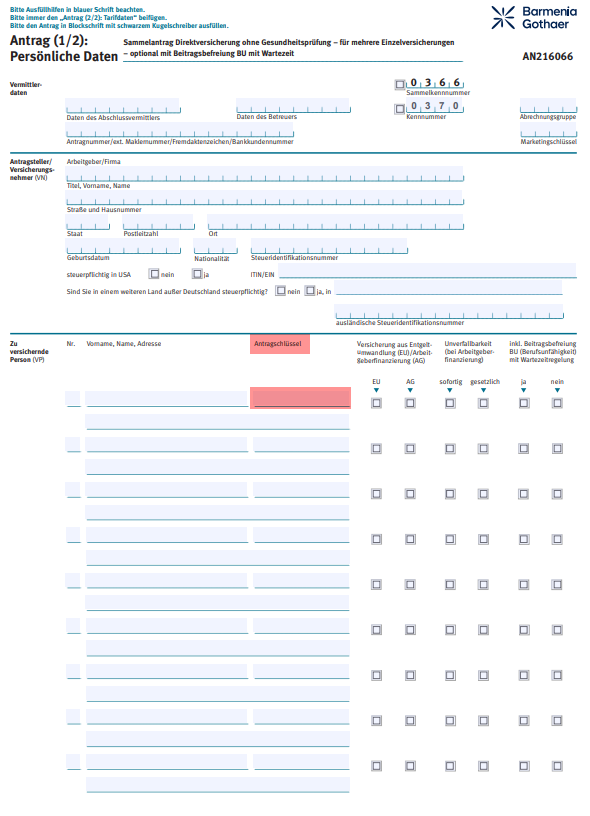 Bitte Ausfüllhilfen in blauer Schrift beachten.
Bitte immer den „Antrag (2/2): Tarifdaten“ beifügen.
Bitte den Antrag in Blockschrift mit schwarzem Kugelschreiber ausfüllen.
Barmenia
Gothaer
Antrag (1/2):
Persönliche Daten
Sammelantrag Direktversicherung ohne Gesundheitsprüfung – für mehrere Einzelversicherungen
– optional mit Beitragsbefreiung BU mit Wartezeit
AN216066
Vermittler-
daten
0 3 6 6
Sammelkennnummer
0 3 7 0
Daten des Abschlussvermittlers
Daten des Betreuers
Kennnummer
Abrechnungsgruppe
Antragnummer/ext. Maklernummer/Fremdaktenzeichen/Bankkundennummer
Marketingschlüssel
Antragsteller/
Versicherungs-
nehmer (VN)
Arbeitgeber/Firma
Titel, Vorname, Name
Straße und Hausnummer
Staat
Postleitzahl
Ort
Geburtsdatum
Nationalität
Steueridentifikationsnummer
steuerpflichtig in USA
nein
ja
ITIN/EIN
Sind Sie in einem weiteren Land außer Deutschland steuerpflichtig?
nein
ja, in
ausländische Steueridentifikationsnummer
Zu
versichernde
Person (VP)
Nr.
Vorname, Name, Adresse
Antragschlüssel
Versicherung aus Entgelt-
umwandlung (EU)/Arbeit-
geberfinanzierung (AG)
Unverfallbarkeit
(bei Arbeitgeber-
finanzierung)
inkl. Beitragsbefreiung
BU (Berufsunfähigkeit)
mit Wartezeitregelung
EU
AG
sofortig
gesetzlich
ja
nein